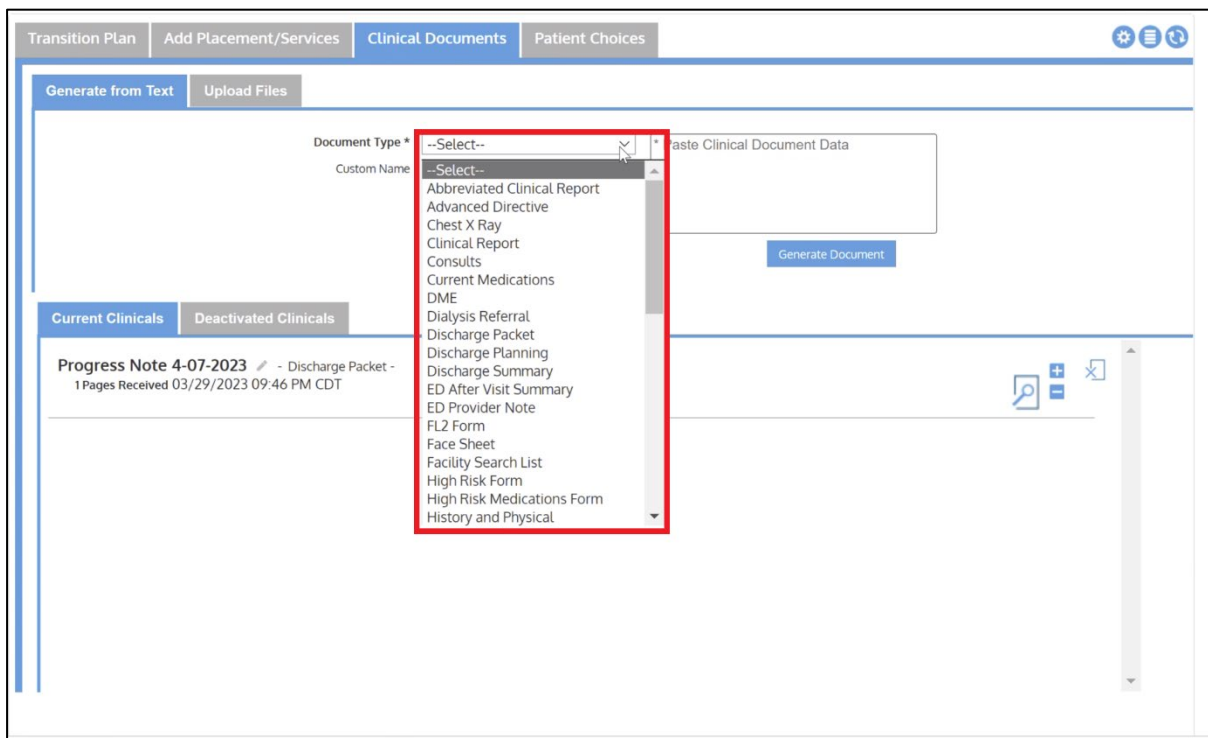 Transition Plan Add Placement/Services Clinical Documents Patient Choices
Generate from Text Upload Files
Document Type * --Select-- * Paste Clinical Document Data
Custom Name --Select--
Abbreviated Clinical Report
Advanced Directive
Chest X Ray
Clinical Report
Consults
Generate Document
Current Medications
DME
Dialysis Referral
Discharge Packet
Discharge Planning
Discharge Summary
ED After Visit Summary
ED Provider Note
FL2 Form
Face Sheet
Facility Search List
High Risk Form
High Risk Medications Form
History and Physical
Current Clinicals Deactivated Clinicals
Progress Note 4-07-2023 - Discharge Packet -
1 Pages Received 03/29/2023 09:46 PM CDT